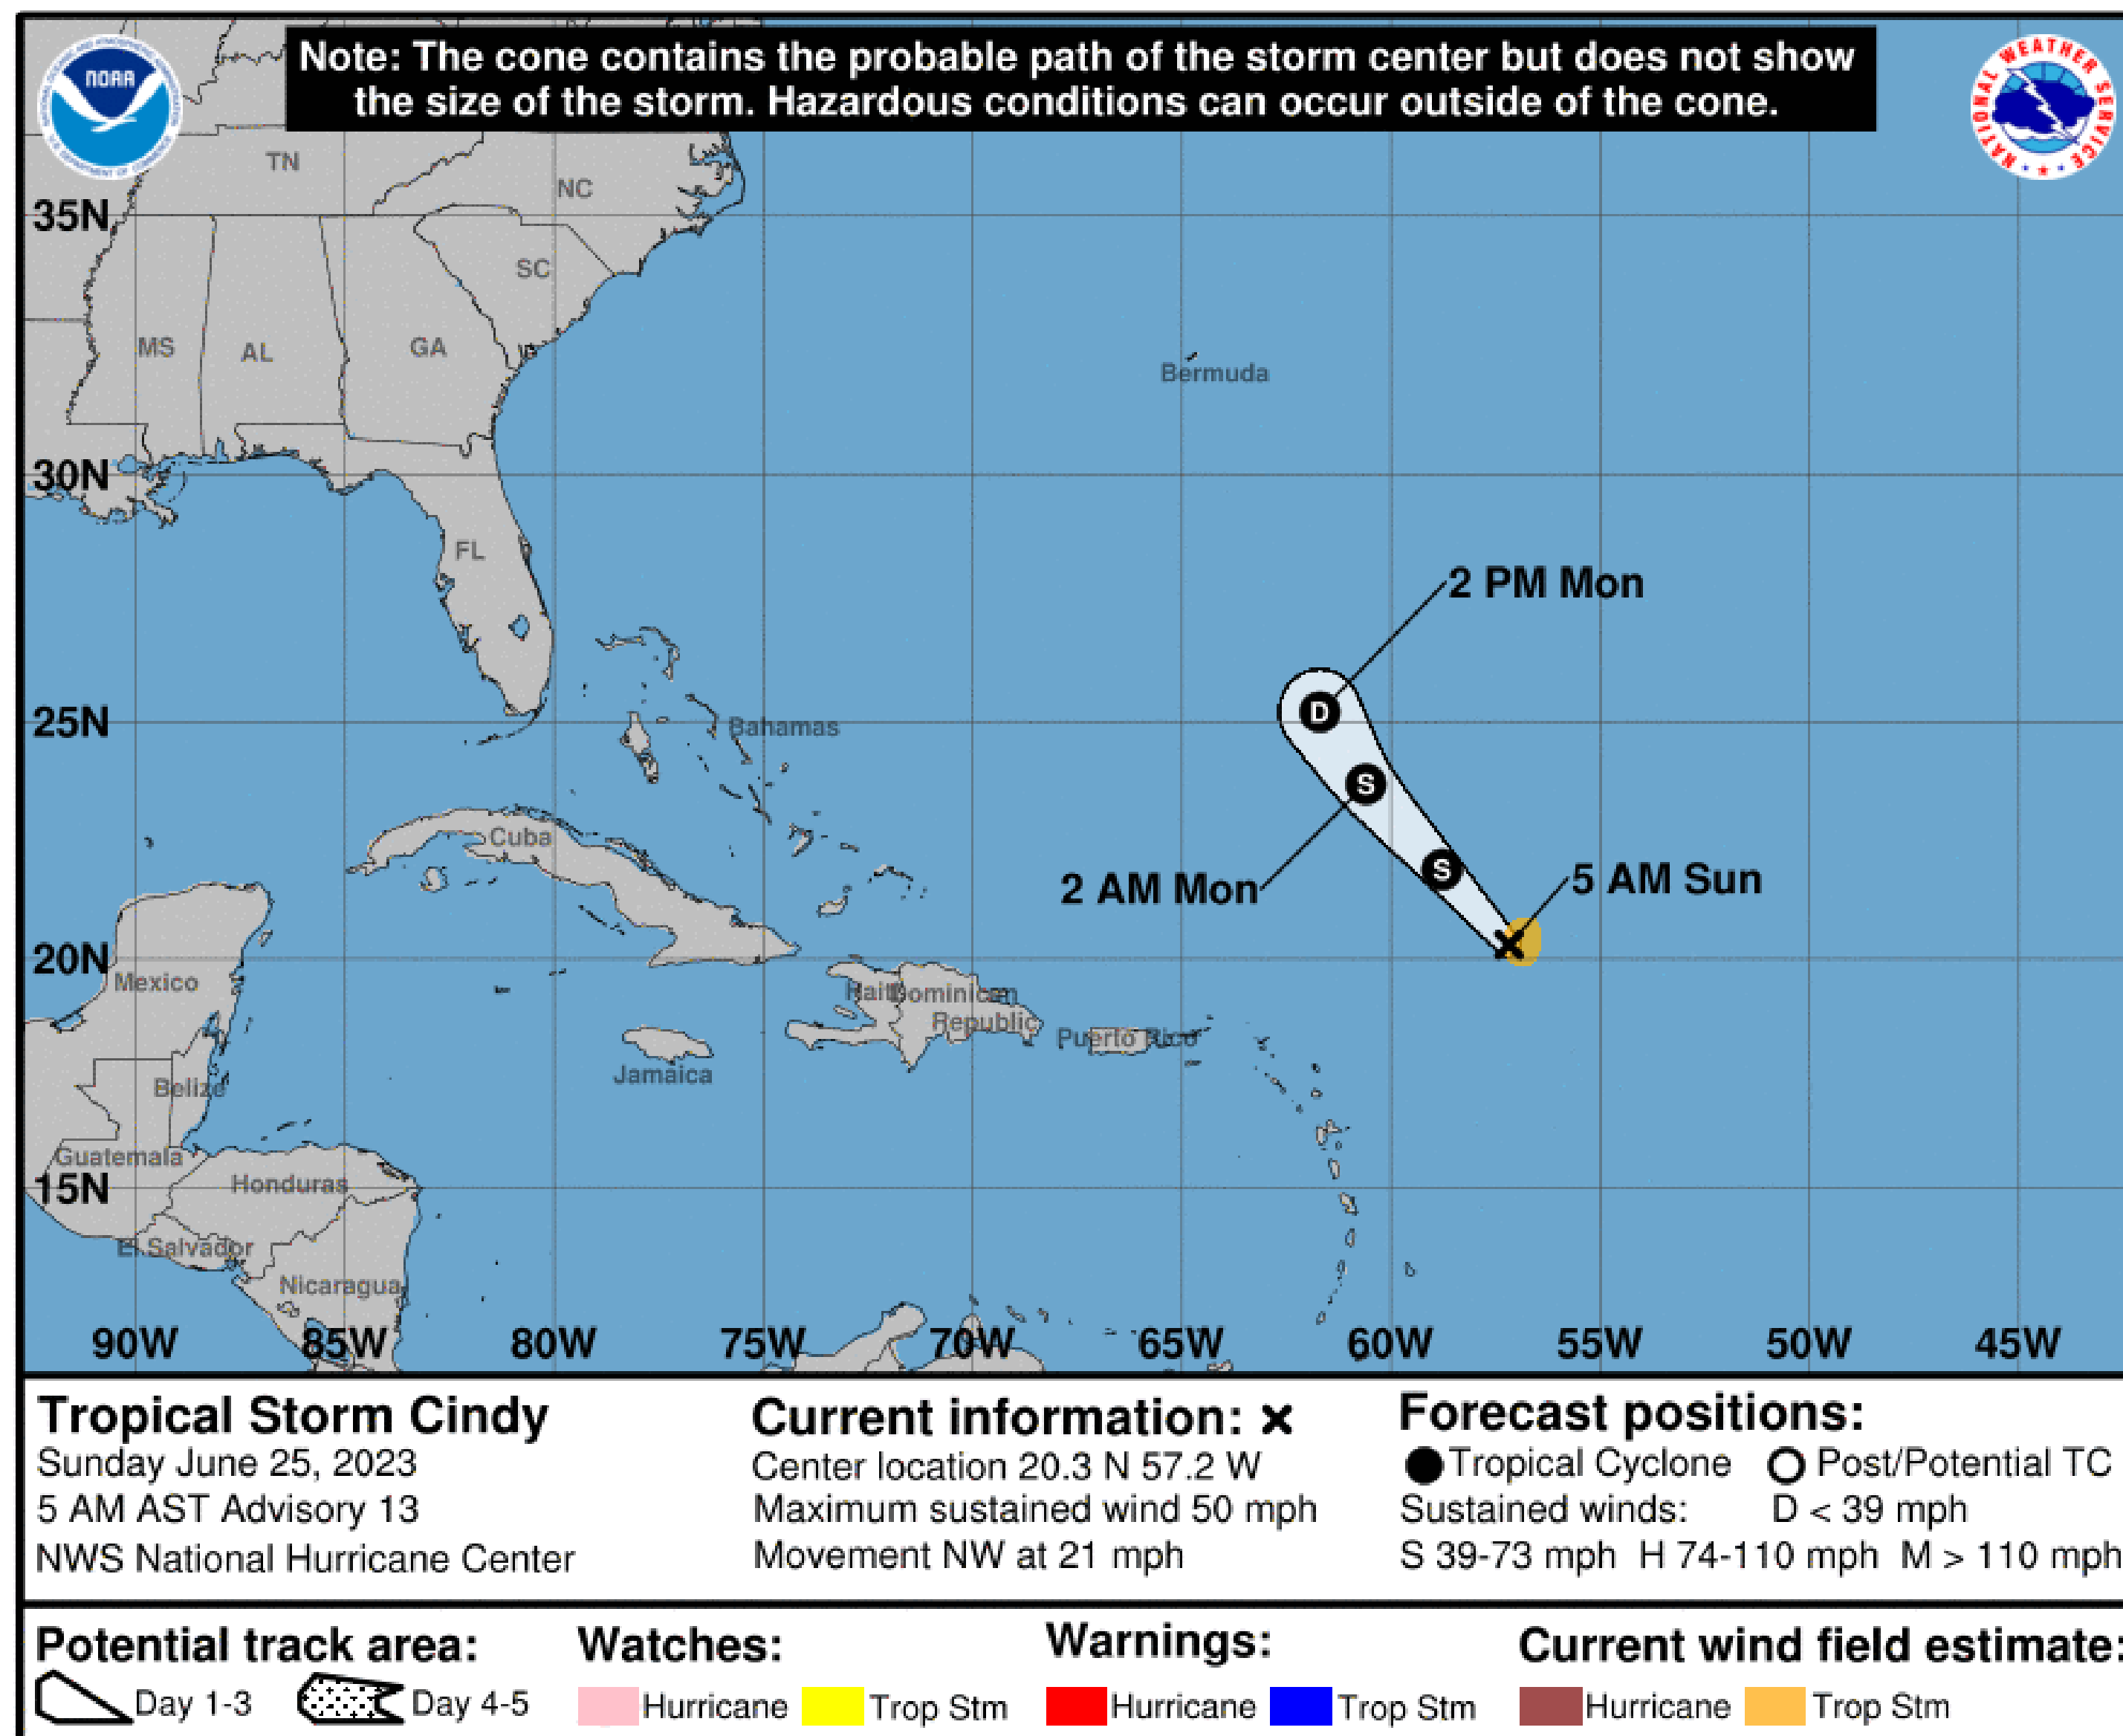 Note: The cone contains the probable path of the storm center but does not show
the size of the storm. Hazardous conditions can occur outside of the cone.
NOAA
NATIONAL WEATHER SERVICE
TN
NC
35N
SC
MS
AL
GA
Bermuda
30N
FL
2 PM Mon
D
25N
Bahamas
S
Cuba
S
2 AM Mon
5 AM Sun
20N
Mexico
Haiti
Dominican
Republic
Puerto Rico
Jamaica
Belize
Guatemala
15N
Honduras
El Salvador
Nicaragua
90W 85W 80W 75W 70W 65W 60W 55W 50W 45W
Tropical Storm Cindy
Sunday June 25, 2023
5 AM AST Advisory 13
NWS National Hurricane Center
Current information: x
Center location 20.3 N 57.2 W
Maximum sustained wind 50 mph
Movement NW at 21 mph
Forecast positions:
Tropical Cyclone Post/Potential TC
Sustained winds: D < 39 mph
S 39-73 mph H 74-110 mph M > 110 mph
Potential track area:
Day 1-3 Day 4-5
Watches:
Hurricane Trop Stm
Warnings:
Hurricane Trop Stm
Current wind field estimate:
Hurricane Trop Stm